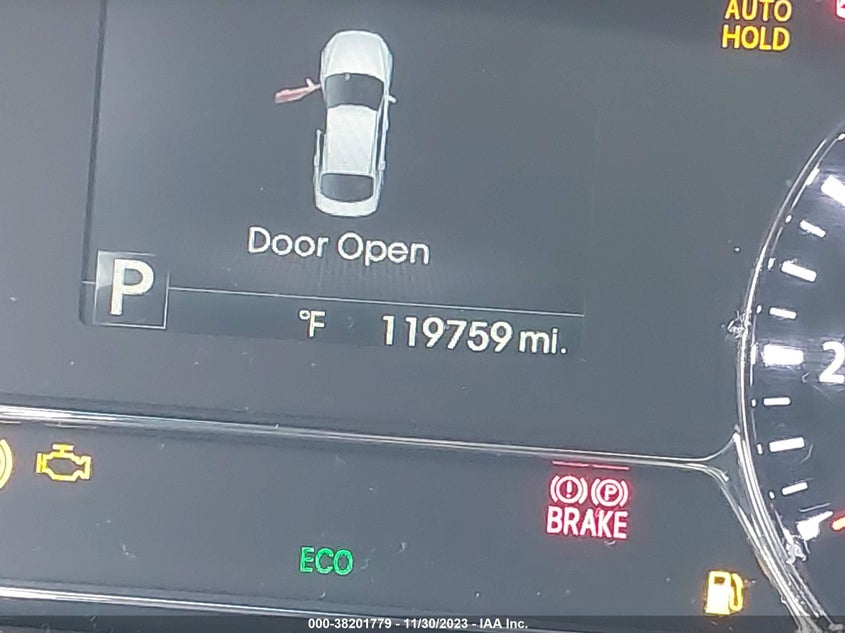 AUTO
HOLD
Door Open
P
°F 119759 mi.
2
(!) (P)
BRAKE
ECO
000-38201779 - 11/30/2023 - IAA Inc.